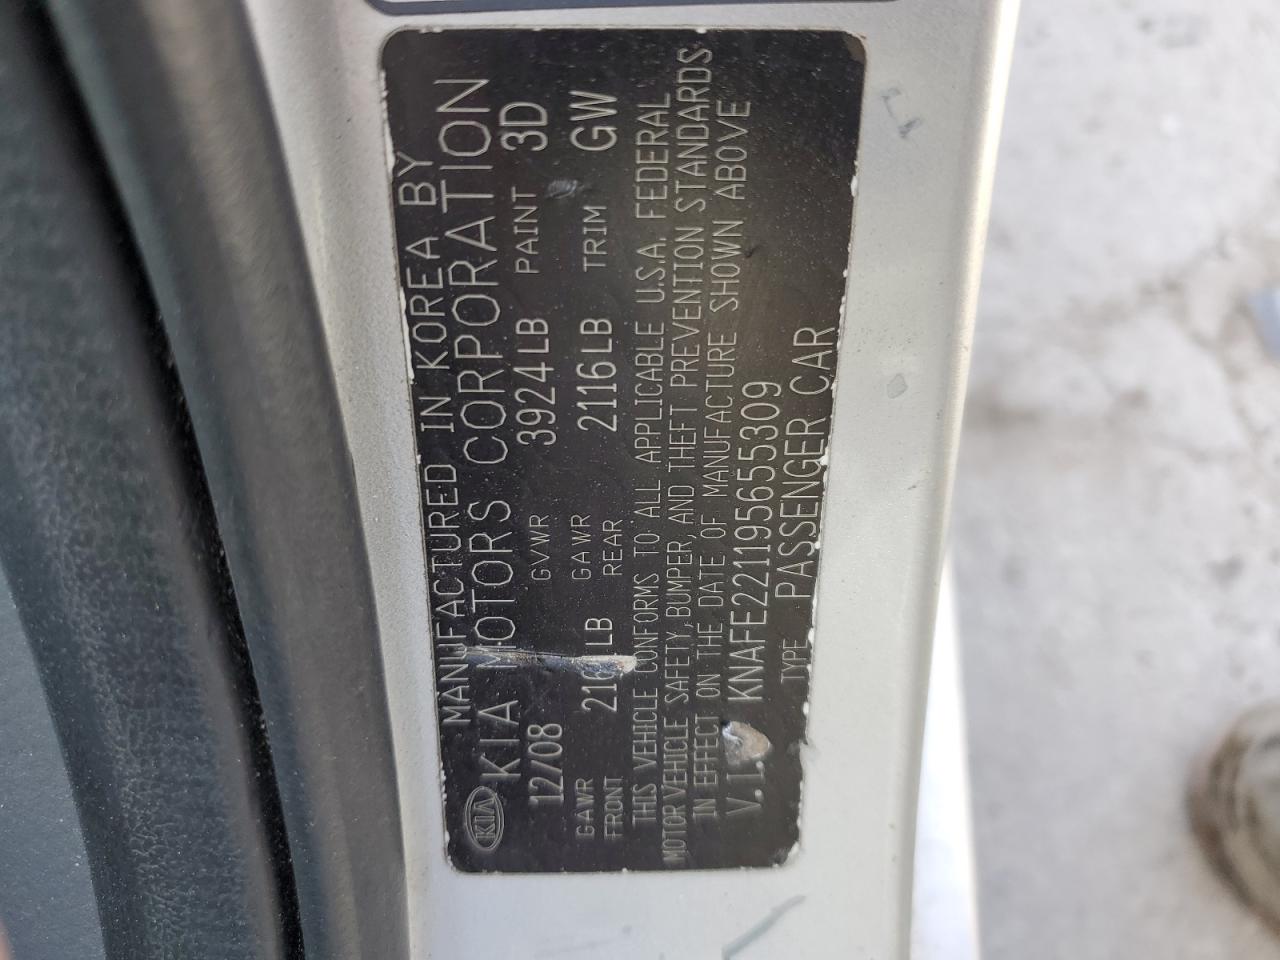 MANUFACTURED IN KOREA BY
KIA KIA MOTORS CORPORATION
12/08 GVWR 3924LB PAINT 3D
GAWR FRONT LB GAWR REAR 2116LB TRIM GW
THIS VEHICLE CONFORMS TO ALL APPLICABLE U.S.A. FEDERAL
MOTOR VEHICLE SAFETY, BUMPER, AND THEFT PREVENTION STANDARDS
IN EFFECT ON THE DATE OF MANUFACTURE SHOWN ABOVE
V.I. KNAFE221195655309
TYPE PASSENGER CAR